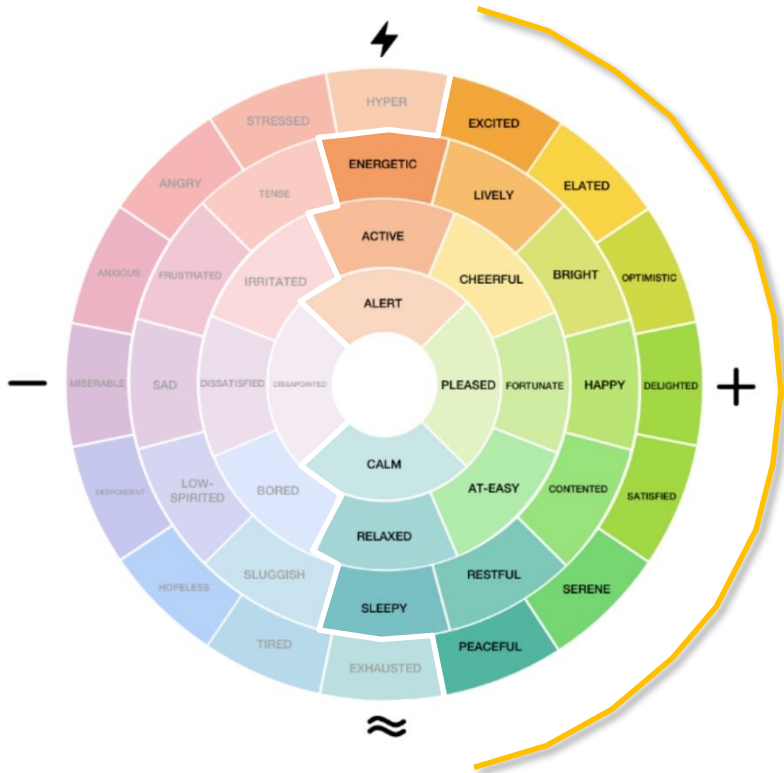 HYPER
STRESSED
EXCITED
ENERGETIC
ANGRY
ELATED
TENSE
LIVELY
ACTIVE
ANXIOUS
FRUSTRATED
IRRITATED
CHEERFUL
BRIGHT
OPTIMISTIC
ALERT
MISERABLE
SAD
DISSATISFIED
DISSAPOINTED
PLEASED
FORTUNATE
HAPPY
DELIGHTED
CALM
DESPONDENT
LOW-
SPIRITED
BORED
AT-EASY
CONTENTED
SATISFIED
RELAXED
HOPELESS
SLUGGISH
RESTFUL
SERENE
SLEEPY
TIRED
PEACEFUL
EXHAUSTED